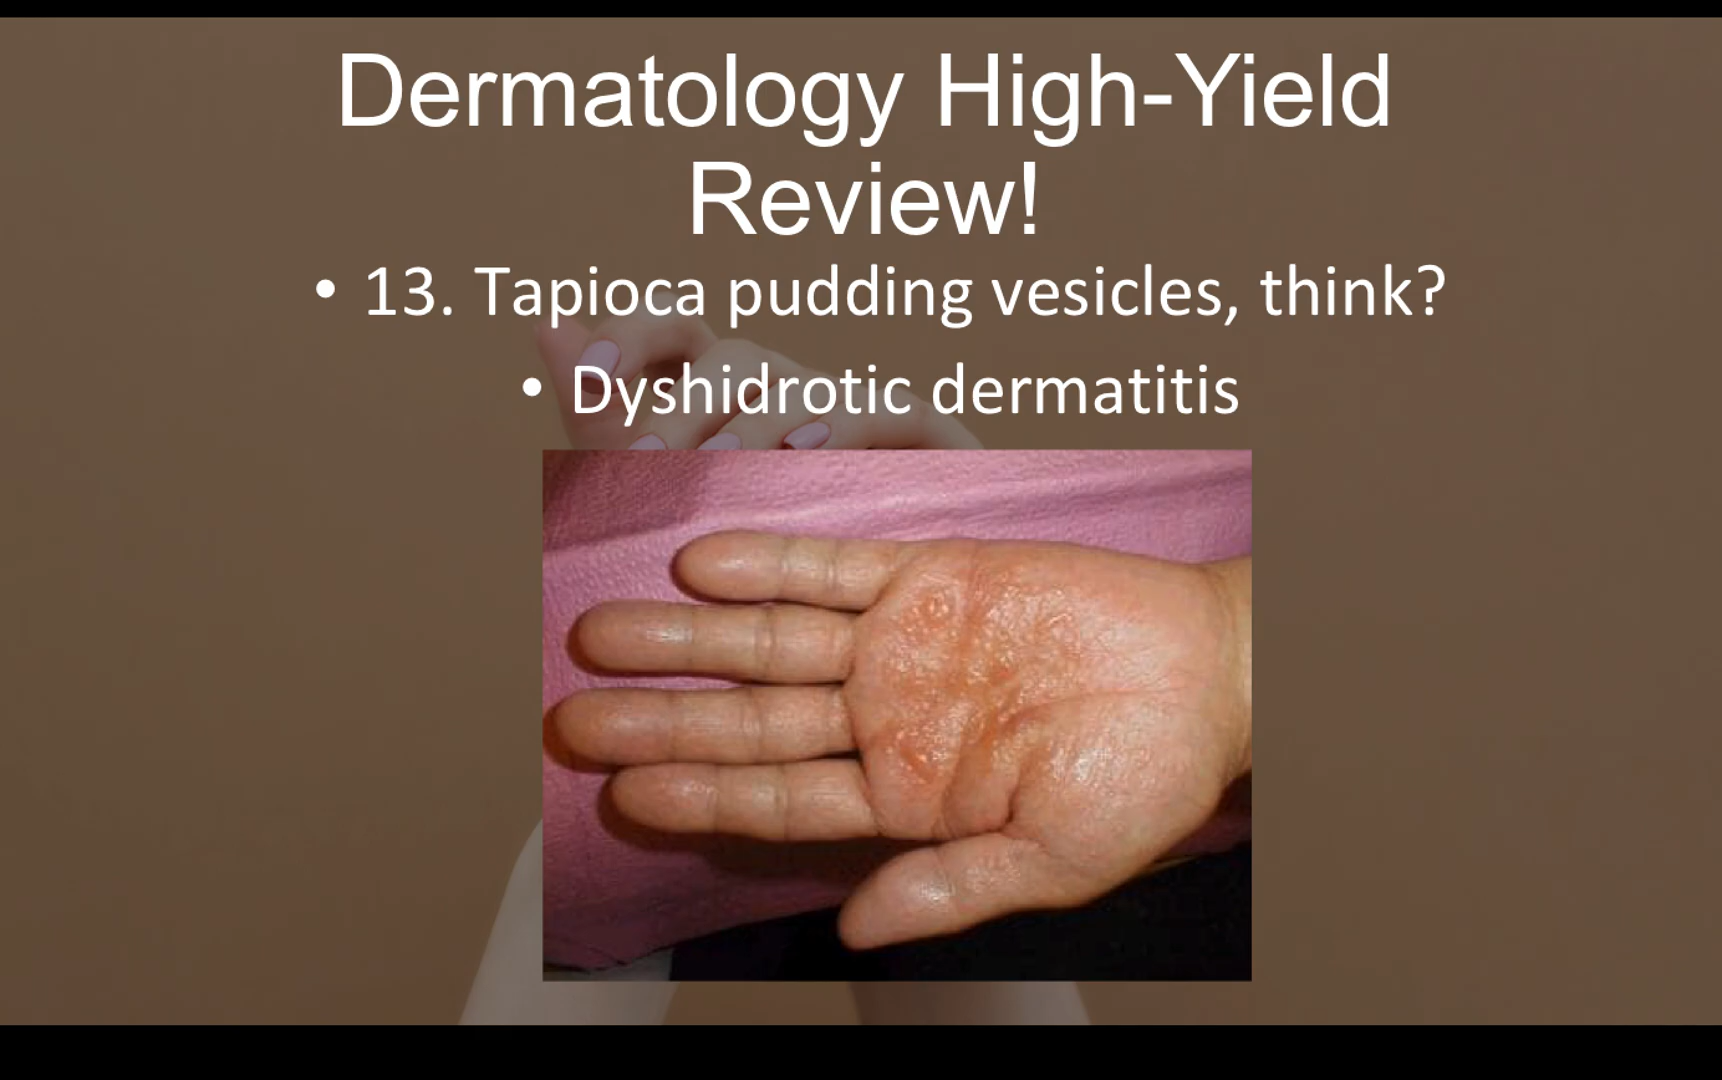 Dermatology High-Yield
Review!
• 13. Tapioca pudding vesicles, think?
• Dyshidrotic dermatitis